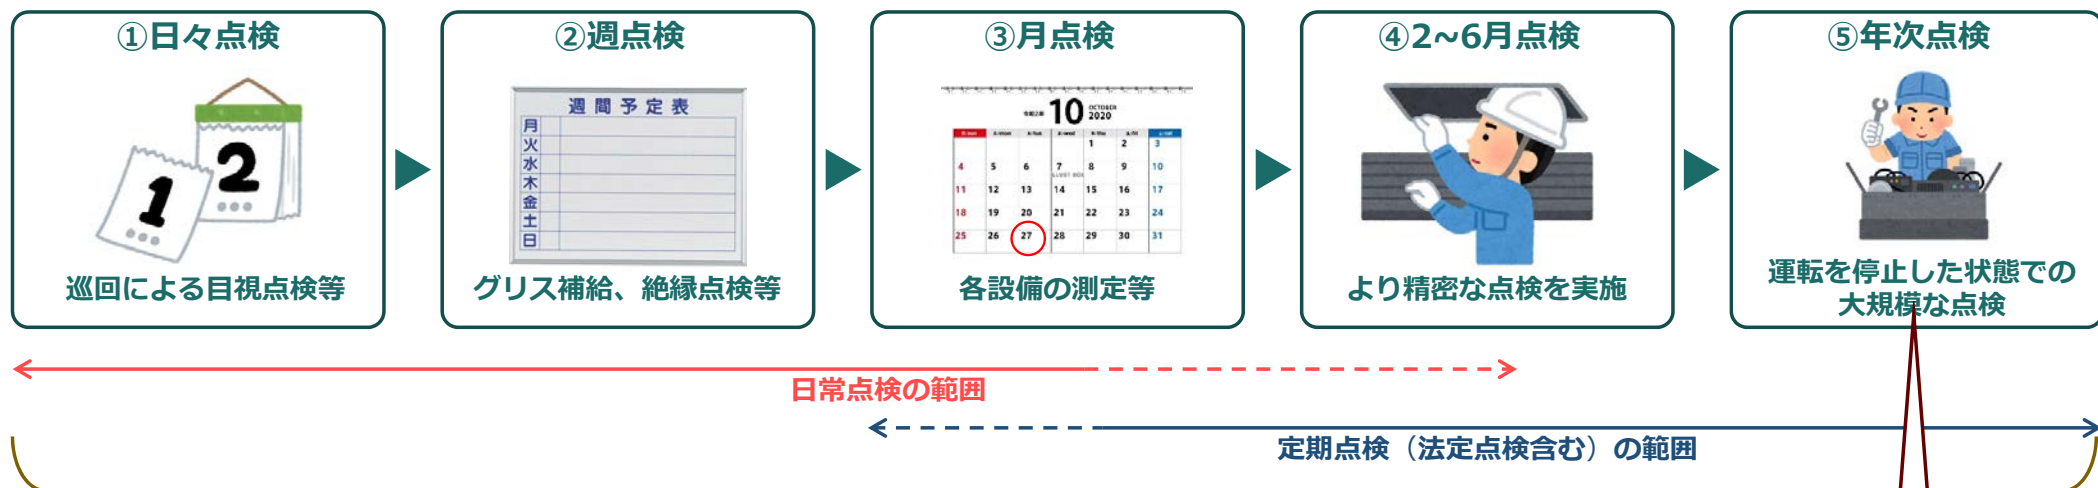 ①日々点検
1
2
巡回による目視点検等
②週点検
週間予定表
月
火
水
木
金
土
日
グリス補給、絶縁点検等
③月点検
令和2年 10 OCTOBER 2020
1 2 3
4 5 6 7 8 9 10
11 12 13 14 15 16 17
18 19 20 21 22 23 24
25 26 27 28 29 30 31
各設備の測定等
④2~6月点検
より精密な点検を実施
⑤年次点検
運転を停止した状態での
大規模な点検
日常点検の範囲
定期点検（法定点検含む）の範囲